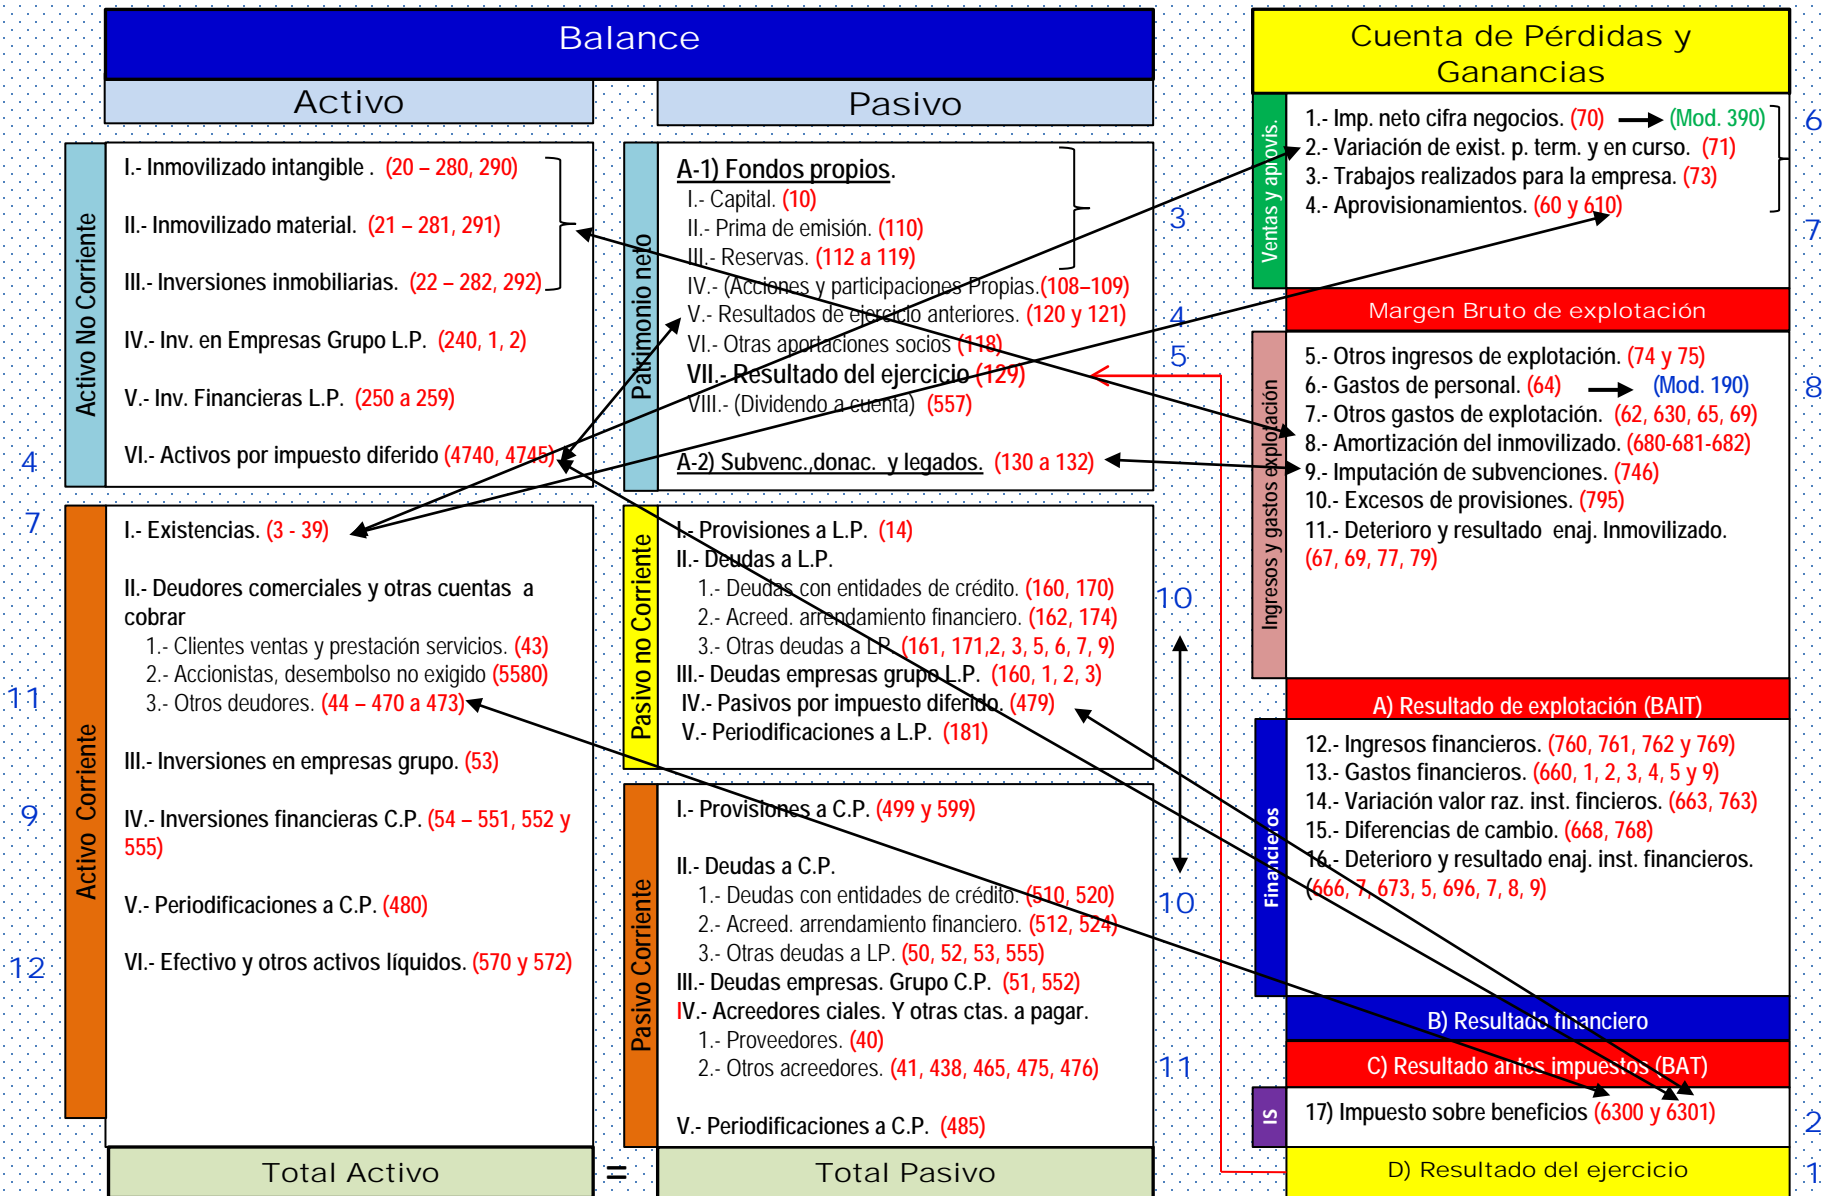 Balance
Activo
Pasivo
Activo No Corriente
I.- Inmovilizado intangible . (20 – 280, 290)
II.- Inmovilizado material. (21 – 281, 291)
III.- Inversiones inmobiliarias. (22 – 282, 292)
IV.- Inv. en Empresas Grupo L.P. (240, 1, 2)
V.- Inv. Financieras L.P. (250 a 259)
VI.- Activos por impuesto diferido (4740, 4745)
4
Activo Corriente
7
I.- Existencias. (3 - 39)
II.- Deudores comerciales y otras cuentas a
cobrar
1.- Clientes ventas y prestación servicios. (43)
2.- Accionistas, desembolso no exigido (5580)
3.- Otros deudores. (44 – 470 a 473)
11
III.- Inversiones en empresas grupo. (53)
9
IV.- Inversiones financieras C.P. (54 – 551, 552 y
555)
V.- Periodificaciones a C.P. (480)
12
VI.- Efectivo y otros activos líquidos. (570 y 572)
Total Activo
=
Patrimonio neto
A-1) Fondos propios.
I.- Capital. (10)
II.- Prima de emisión. (110)
III.- Reservas. (112 a 119)
3
IV.- (Acciones y participaciones Propias.(108–109)
V.- Resultados de ejercicio anteriores. (120 y 121)
4
VI.- Otras aportaciones socios (118)
5
VII.- Resultado del ejercicio (129)
VIII.- (Dividendo a cuenta) (557)
A-2) Subvenc.,donac. y legados. (130 a 132)
Pasivo no Corriente
I.- Provisiones a L.P. (14)
II.- Deudas a L.P.
1.- Deudas con entidades de crédito. (160, 170)
2.- Acreed. arrendamiento financiero. (162, 174)
3.- Otras deudas a LP. (161, 171,2, 3, 5, 6, 7, 9)
10
III.- Deudas empresas grupo L.P. (160, 1, 2, 3)
IV.- Pasivos por impuesto diferido. (479)
V.- Periodificaciones a L.P. (181)
Pasivo Corriente
I.- Provisiones a C.P. (499 y 599)
II.- Deudas a C.P.
1.- Deudas con entidades de crédito. (510, 520)
10
2.- Acreed. arrendamiento financiero. (512, 524)
3.- Otras deudas a LP. (50, 52, 53, 555)
III.- Deudas empresas. Grupo C.P. (51, 552)
IV.- Acreedores ciales. Y otras ctas. a pagar.
1.- Proveedores. (40)
2.- Otros acreedores. (41, 438, 465, 475, 476)
11
V.- Periodificaciones a C.P. (485)
Total Pasivo
Cuenta de Pérdidas y
Ganancias
Ventas y aprovis.
1.- Imp. neto cifra negocios. (70) (Mod. 390)
6
2.- Variación de exist. p. term. y en curso. (71)
3.- Trabajos realizados para la empresa. (73)
4.- Aprovisionamientos. (60 y 610)
7
Margen Bruto de explotación
Ingresos y gastos explotación
5.- Otros ingresos de explotación. (74 y 75)
6.- Gastos de personal. (64) (Mod. 190)
8
7.- Otros gastos de explotación. (62, 630, 65, 69)
8.- Amortización del inmovilizado. (680-681-682)
9.- Imputación de subvenciones. (746)
10.- Excesos de provisiones. (795)
11.- Deterioro y resultado enaj. Inmovilizado.
(67, 69, 77, 79)
A) Resultado de explotación (BAIT)
Financieros
12.- Ingresos financieros. (760, 761, 762 y 769)
13.- Gastos financieros. (660, 1, 2, 3, 4, 5 y 9)
14.- Variación valor raz. inst. fincieros. (663, 763)
15.- Diferencias de cambio. (668, 768)
16.- Deterioro y resultado enaj. inst. financieros.
(666, 7, 673, 5, 696, 7, 8, 9)
B) Resultado financiero
C) Resultado antes impuestos (BAT)
IS
17) Impuesto sobre beneficios (6300 y 6301)
2
D) Resultado del ejercicio
1